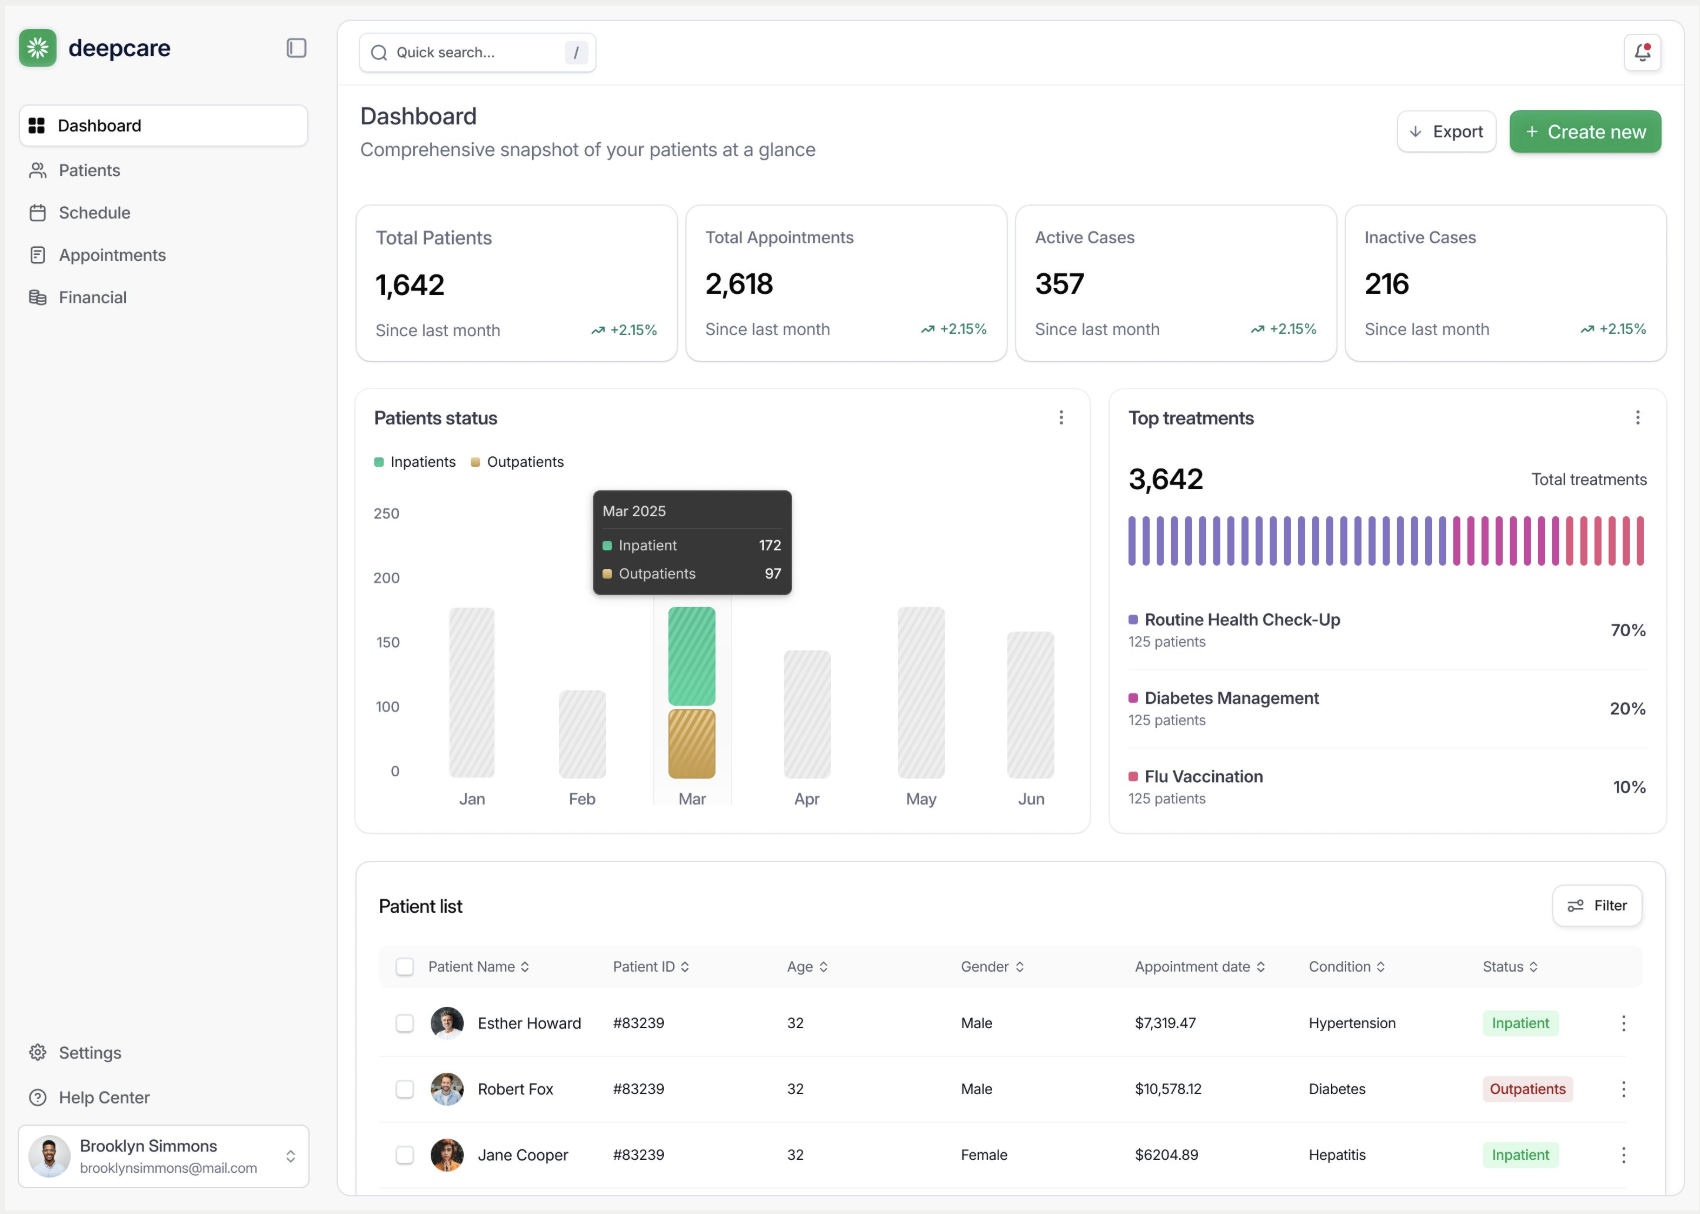 deepcare
Dashboard
Patients
Schedule
Appointments
Financial
Settings
Help Center
Brooklyn Simmons
brooklynsimmons@mail.com
Quick search... /
Dashboard
Comprehensive snapshot of your patients at a glance
Export
+ Create new
Total Patients
1,642
Since last month +2.15%
Total Appointments
2,618
Since last month +2.15%
Active Cases
357
Since last month +2.15%
Inactive Cases
216
Since last month +2.15%
Patients status
Inpatients Outpatients
250
200
150
100
0
Mar 2025
Inpatient 172
Outpatients 97
Jan Feb Mar Apr May Jun
Top treatments
3,642 Total treatments
Routine Health Check-Up
125 patients
70%
Diabetes Management
125 patients
20%
Flu Vaccination
125 patients
10%
Patient list
Filter
Patient Name Patient ID Age Gender Appointment date Condition Status
Esther Howard #83239 32 Male $7,319.47 Hypertension Inpatient
Robert Fox #83239 32 Male $10,578.12 Diabetes Outpatients
Jane Cooper #83239 32 Female $6204.89 Hepatitis Inpatient